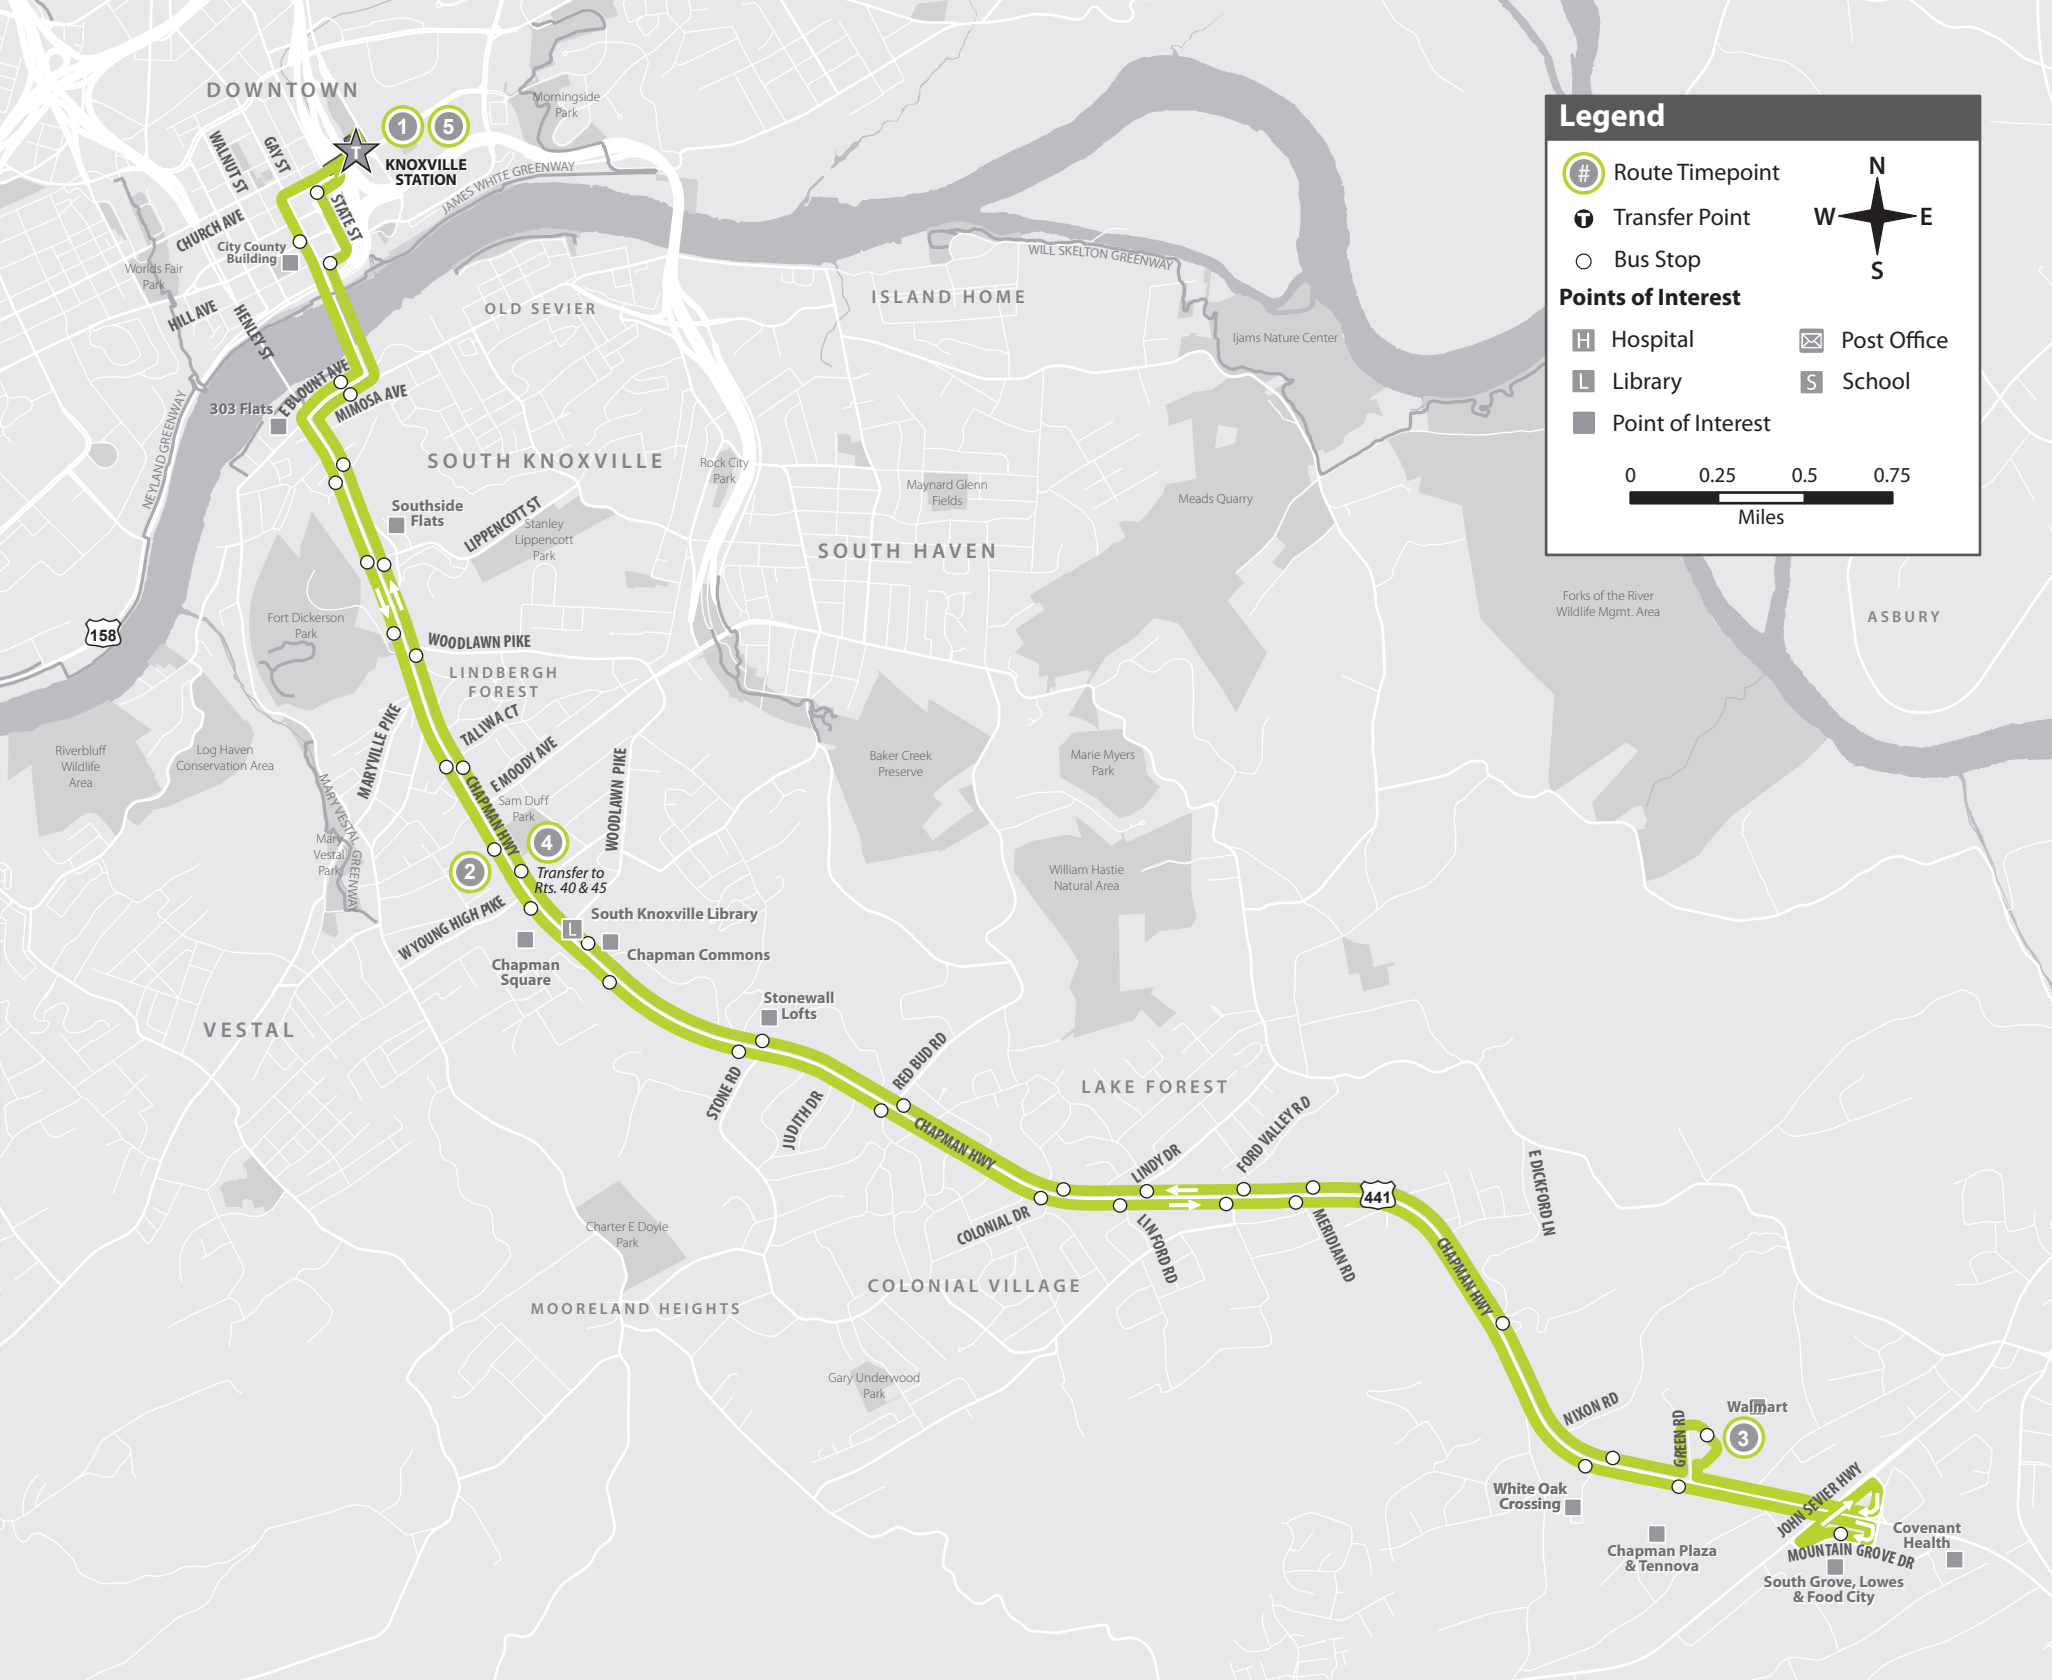 DOWNTOWN
WALNUT ST
GAY ST
1
5
T
KNOXVILLE
STATION
STATE ST
CHURCH AVE
City County
Building
Worlds Fair
Park
HILL AVE
HENLEY ST
Morningside
Park
JAMES WHITE GREENWAY
OLD SEVIER
ISLAND HOME
WILL SKELTON GREENWAY
Ijams Nature Center
Legend
# Route Timepoint
T Transfer Point
Bus Stop
N
W E
S
Points of Interest
H Hospital
Post Office
L Library
S School
Point of Interest
0 0.25 0.5 0.75
Miles
E BLOUNT AVE
MIMOSA AVE
303 Flats
NEYLAND GREENWAY
SOUTH KNOXVILLE
Rock City
Park
Maynard Glenn
Fields
Meads Quarry
Southside
Flats
LIPPENCOTT ST
Stanley
Lippencott
Park
SOUTH HAVEN
Forks of the River
Wildlife Mgmt. Area
ASBURY
158
Fort Dickerson
Park
WOODLAWN PIKE
LINDBERGH
FOREST
TALIWA CT
MARYVILLE PIKE
E MOODY AVE
WOODLAWN PIKE
CHAPMAN HWY
Riverbluff
Wildlife
Area
Log Haven
Conservation Area
MARY VESTAL GREENWAY
Mary
Vestal
Park
Sam Duff
Park
Baker Creek
Preserve
Marie Myers
Park
William Hastie
Natural Area
2
4
Transfer to
Rts. 40 & 45
W YOUNG HIGH PIKE
L
South Knoxville Library
Chapman Commons
Chapman
Square
VESTAL
Stonewall
Lofts
STONE RD
JUDITH DR
RED BUD RD
CHAPMAN HWY
LAKE FOREST
LINDY DR
FORD VALLEY RD
COLONIAL DR
LINFORD RD
MERIDIAN RD
441
E DICKFORD LN
CHAPMAN HWY
Charter E Doyle
Park
COLONIAL VILLAGE
MOORELAND HEIGHTS
Gary Underwood
Park
NIXON RD
GREEN RD
Walmart
3
White Oak
Crossing
JOHN SEVIER HWY
Covenant
Health
MOUNTAIN GROVE DR
Chapman Plaza
& Tennova
South Grove, Lowes
& Food City